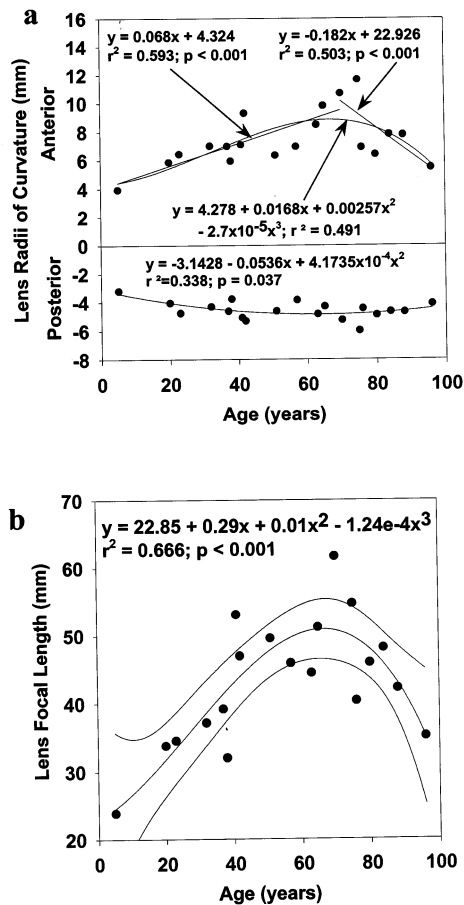 a
y = 0.068x + 4.324
r² = 0.593; p < 0.001
y = -0.182x + 22.926
r² = 0.503; p < 0.001
y = 4.278 + 0.0168x + 0.00257x²
- 2.7x10⁻⁵x³; r² = 0.491
y = -3.1428 - 0.0536x + 4.1735x10⁻⁴x²
r²=0.338; p = 0.037
Lens Radii of Curvature (mm)
Anterior
Posterior
16
14
12
10
8
6
4
2
0
-2
-4
-6
-8
0 20 40 60 80 100
Age (years)
b
y = 22.85 + 0.29x + 0.01x² - 1.24e-4x³
r² = 0.666; p < 0.001
Lens Focal Length (mm)
70
60
50
40
30
20
0 20 40 60 80 100
Age (years)